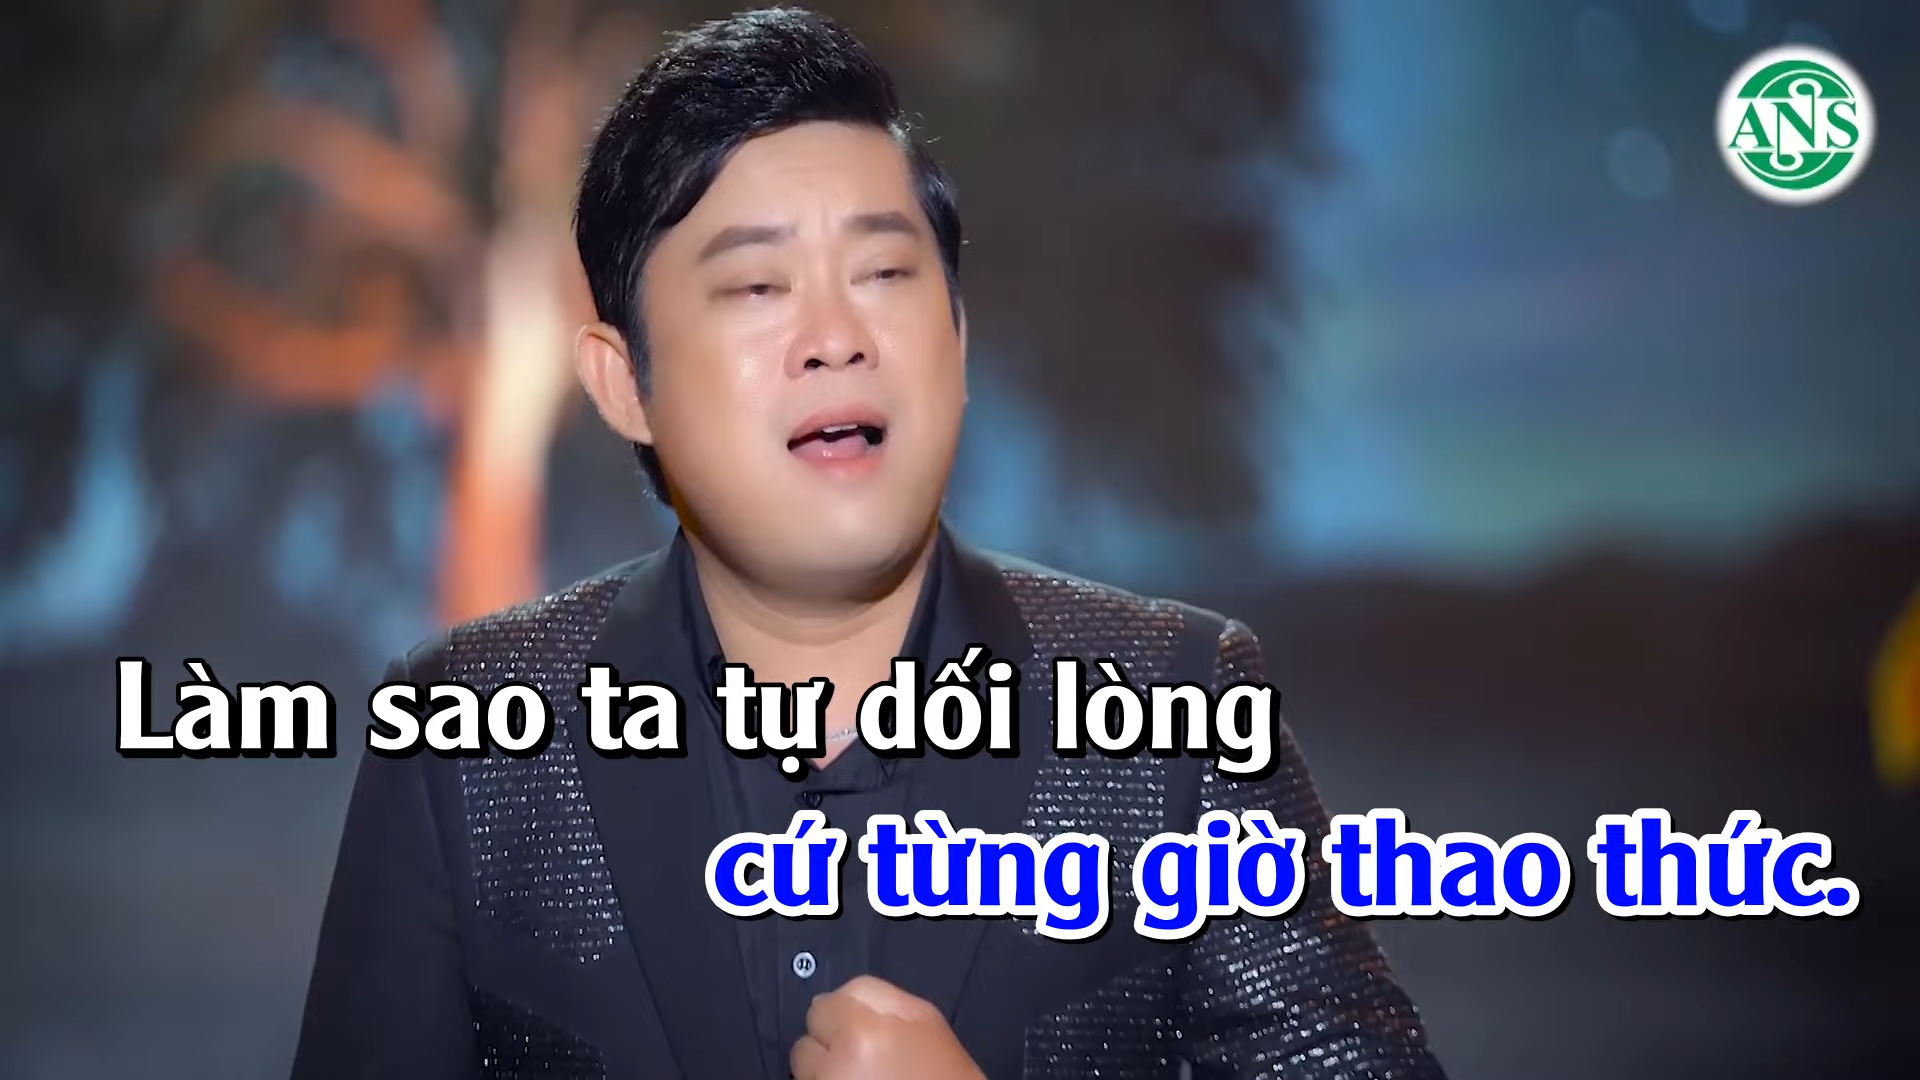 ANS
Làm sao ta tự dối lòng
cứ từng giờ thao thức.